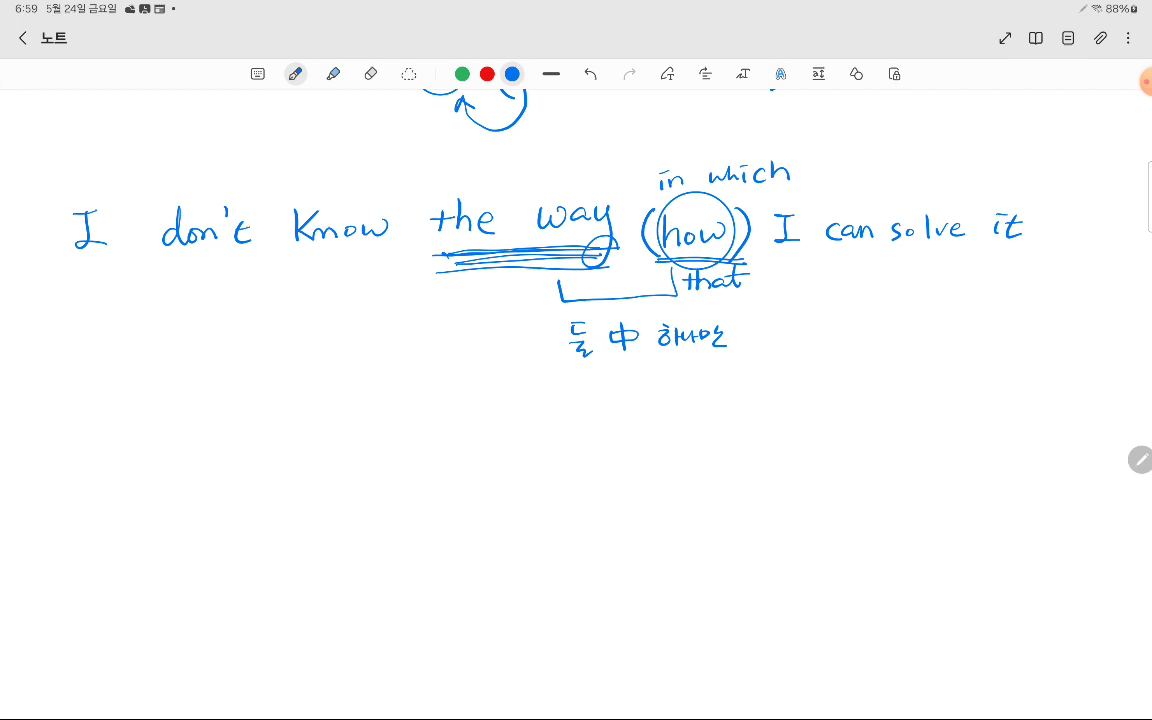 6:59 5월 24일 금요일 88%
노트
in which
I don't know the way (how) I can solve it
that
둘 中 하나만